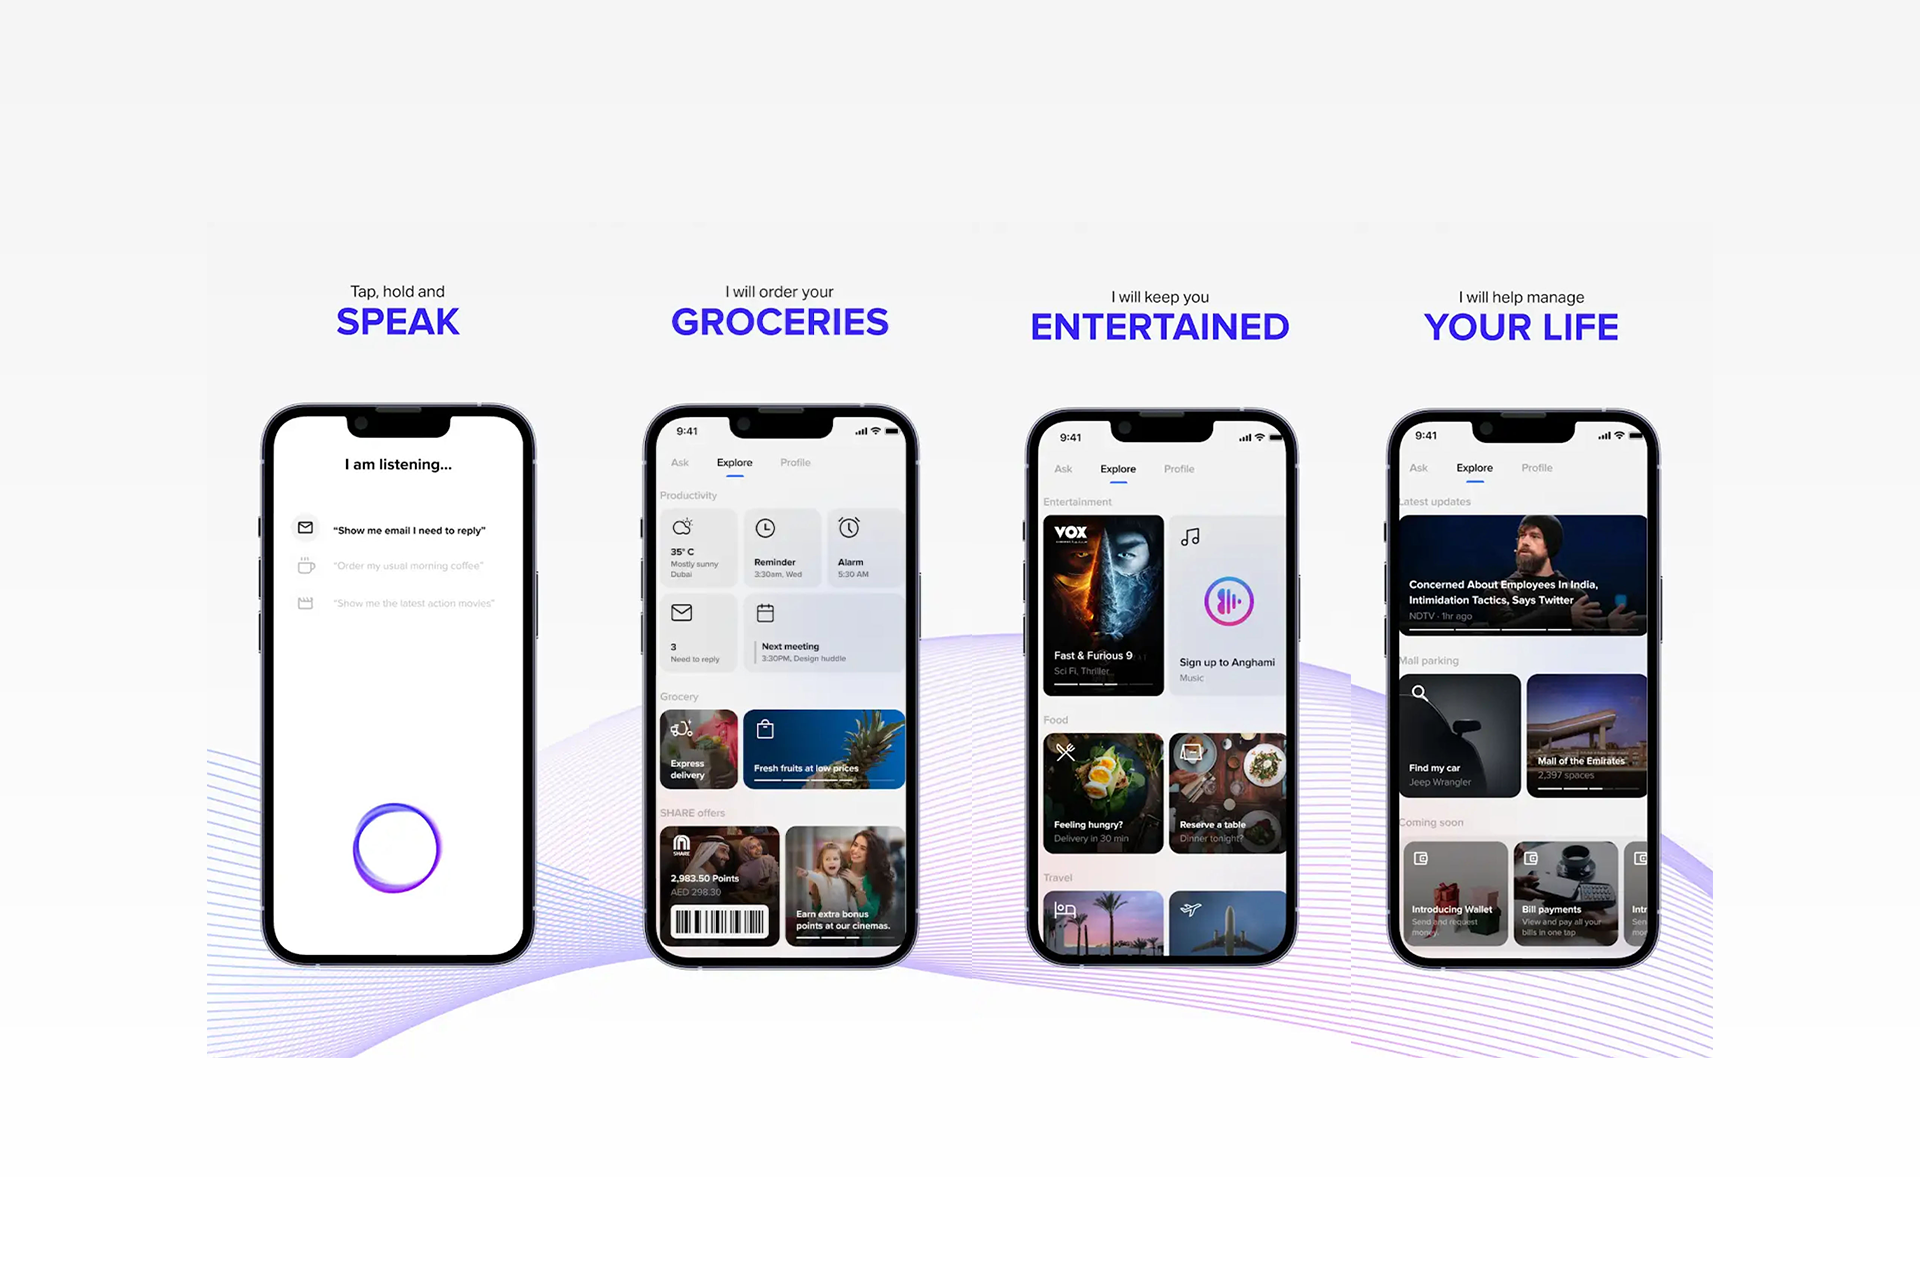 Tap, hold and
SPEAK
I am listening...
“Show me email I need to reply”
“Order my usual morning coffee”
“Show me the latest action movies”
I will order your
GROCERIES
9:41
Ask Explore Profile
Productivity
35° C
Mostly sunny
Dubai
Reminder
3:30am, Wed
Alarm
5:30 AM
3
Need to reply
Next meeting
3:30PM, Design huddle
Grocery
Express
delivery
Fresh fruits at low prices
SHARE offers
SHARE
2,983.50 Points
AED 298.30
Earn extra bonus
points at our cinemas.
I will keep you
ENTERTAINED
9:41
Ask Explore Profile
Entertainment
VOX
Fast & Furious 9
Sci Fi, Thriller
Sign up to Anghami
Music
Food
Feeling hungry?
Delivery in 30 min
Reserve a table
Dinner tonight?
Travel
I will help manage
YOUR LIFE
9:41
Ask Explore Profile
Latest updates
Concerned About Employees In India,
Intimidation Tactics, Says Twitter
NDTV · 1hr ago
Mall parking
Find my car
Jeep Wrangler
Mall of the Emirates
2,397 spaces
Coming soon
Introducing Wallet
Send and request
money.
Bill payments
View and pay all your
bills in one tap
Intr
Sen
mor